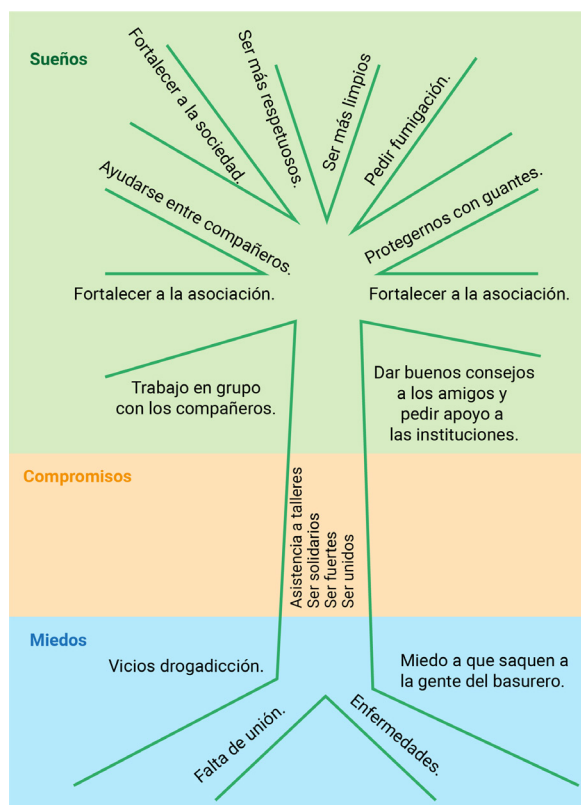 Sueños
Fortalecer a la
sociedad.
Ser más respetuosos.
Ser más limpios
Pedir fumigación.
Ayudarse entre compañeros.
Protegernos con guantes.
Fortalecer a la asociación.
Fortalecer a la asociación.
Trabajo en grupo
con los compañeros.
Dar buenos consejos
a los amigos y
pedir apoyo a
las instituciones.
Compromisos
Asistencia a talleres
Ser solidarios
Ser fuertes
Ser unidos
Miedos
Vicios drogadicción.
Miedo a que saquen a
la gente del basurero.
Falta de unión.
Enfermedades.